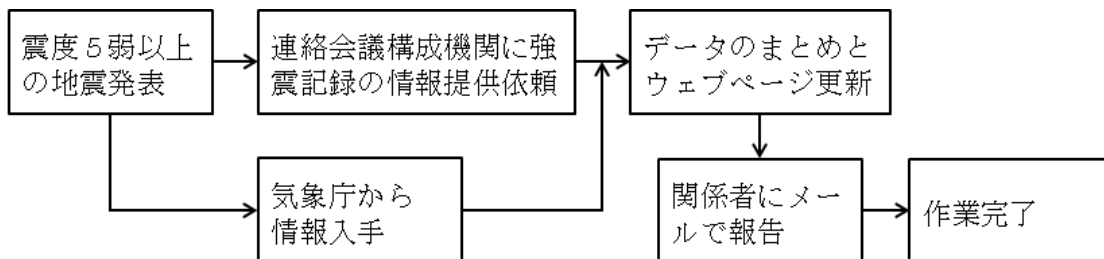 震度５弱以上
の地震発表
連絡会議構成機関に強
震記録の情報提供依頼
データのまとめと
ウェブページ更新
気象庁から
情報入手
関係者にメー
ルで報告
作業完了